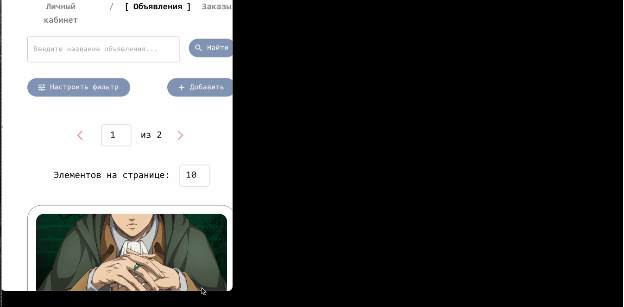 Личный кабинет / [ Объявления ] Заказы
Введите название объявления... Найти
Настроить фильтр Добавить
1 из 2
Элементов на странице: 10